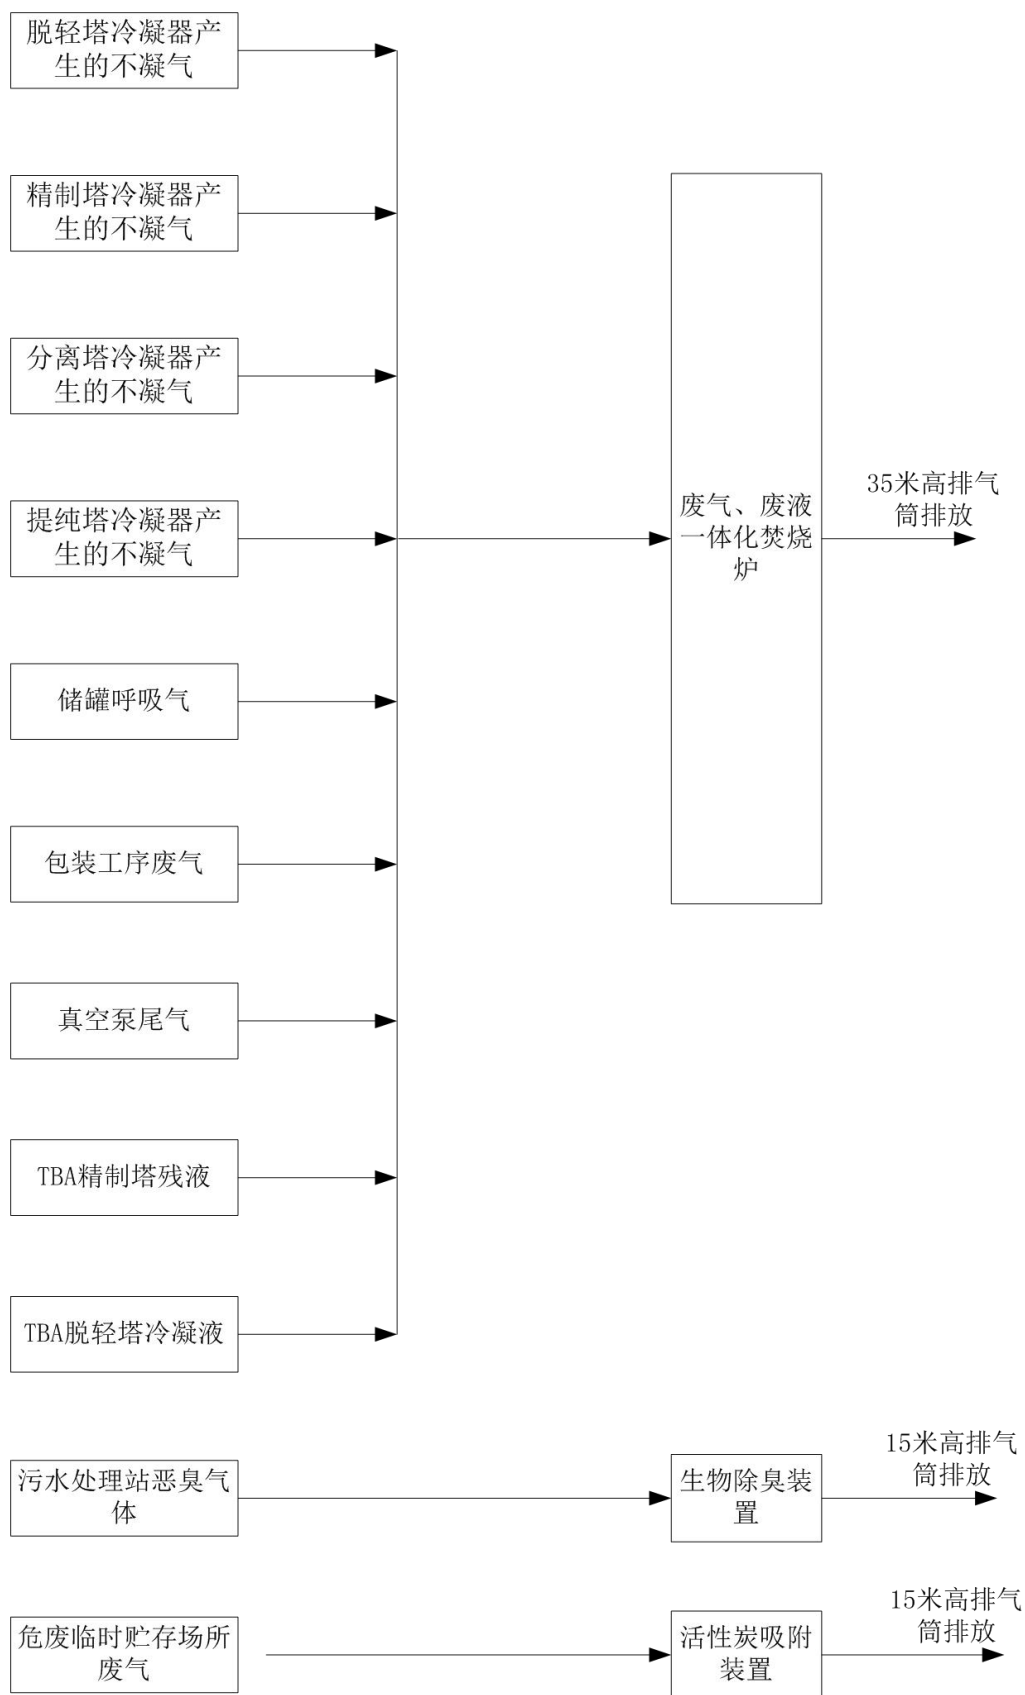 脱轻塔冷凝器产
生的不凝气
精制塔冷凝器产
生的不凝气
分离塔冷凝器产
生的不凝气
提纯塔冷凝器产
生的不凝气
储罐呼吸气
包装工序废气
真空泵尾气
TBA精制塔残液
TBA脱轻塔冷凝液
废气、废液
一体化焚烧
炉
35米高排气
筒排放
污水处理站恶臭气
体
生物除臭装
置
15米高排气
筒排放
危废临时贮存场所
废气
活性炭吸附
装置
15米高排气
筒排放